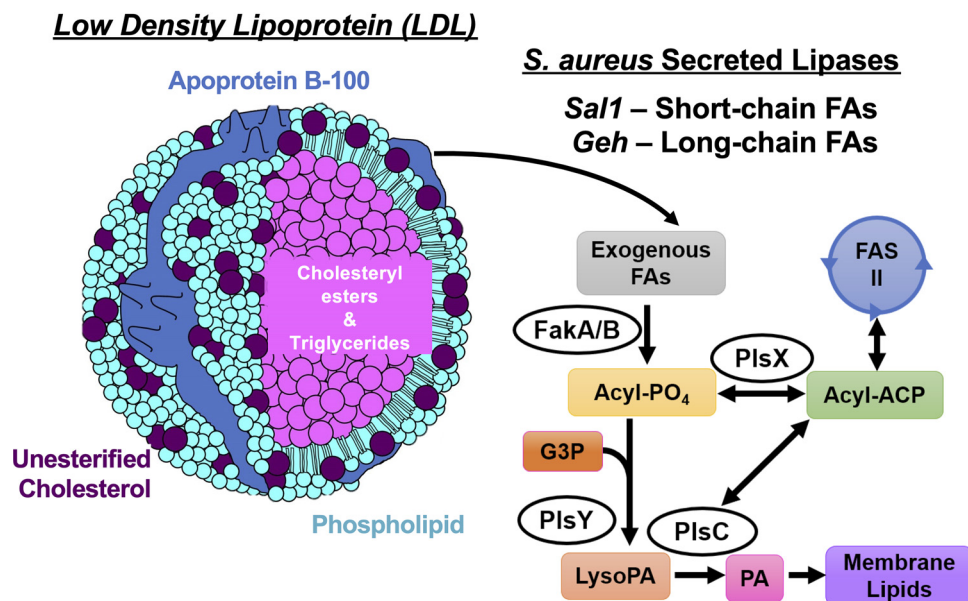 Low Density Lipoprotein (LDL)
Apoprotein B-100
Cholesteryl
esters
&
Triglycerides
Unesterified
Cholesterol
Phospholipid
S. aureus Secreted Lipases
Sal1 – Short-chain FAs
Geh – Long-chain FAs
Exogenous
FAs
FAS
II
FakA/B
PlsX
Acyl-PO₄
Acyl-ACP
G3P
PlsY
PlsC
LysoPA
PA
Membrane
Lipids